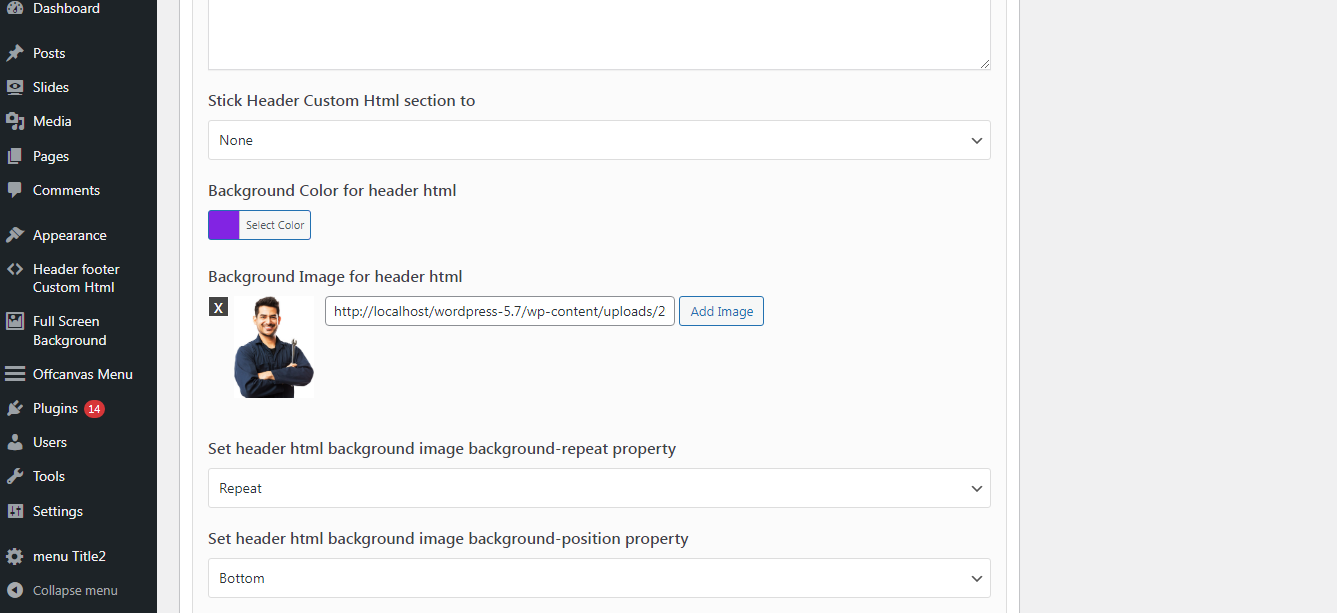 Dashboard
Posts
Slides
Media
Pages
Comments
Appearance
Header footer
Custom Html
Full Screen
Background
Offcanvas Menu
Plugins 14
Users
Tools
Settings
menu Title2
Collapse menu
Stick Header Custom Html section to
None
Background Color for header html
Select Color
Background Image for header html
X
http://localhost/wordpress-5.7/wp-content/uploads/2
Add Image
Set header html background image background-repeat property
Repeat
Set header html background image background-position property
Bottom